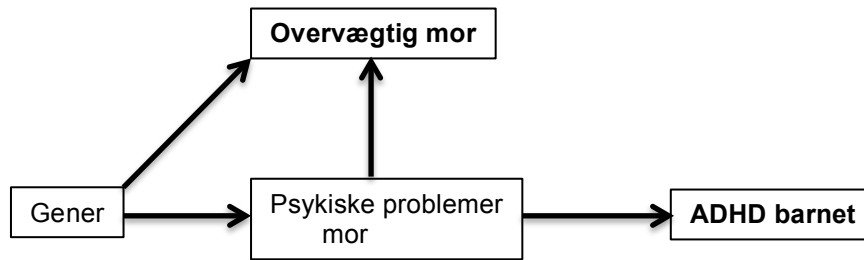 Overvægtig mor
Gener
Psykiske problemer
mor
ADHD barnet